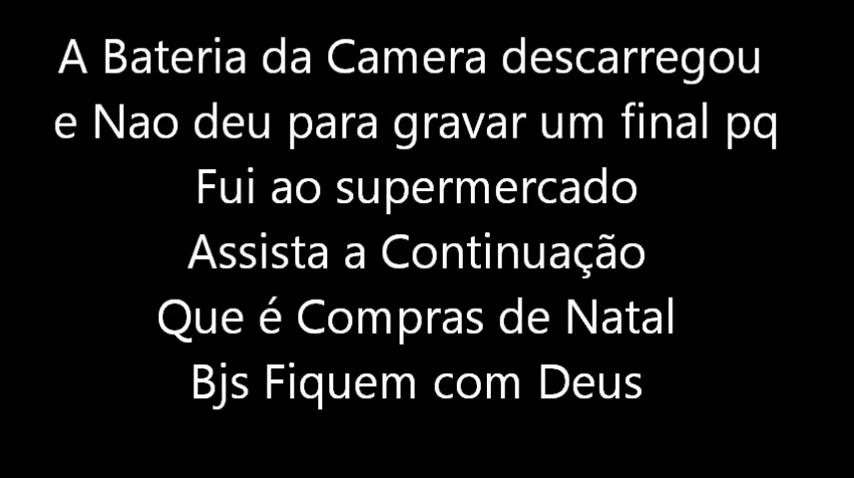 A Bateria da Camera descarregou
e Nao deu para gravar um final pq
Fui ao supermercado
Assista a Continuação
Que é Compras de Natal
Bjs Fiquem com Deus